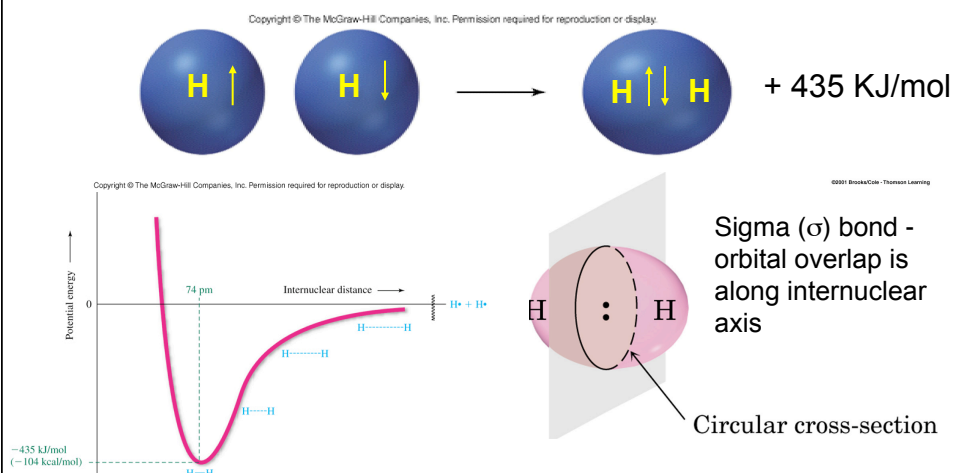 Copyright © The McGraw-Hill Companies, Inc. Permission required for reproduction or display.
H
H
H H
+ 435 KJ/mol
Copyright © The McGraw-Hill Companies, Inc. Permission required for reproduction or display.
©2001 Brooks/Cole - Thomson Learning
Potential energy
0
74 pm
Internuclear distance
H• + H•
H----------H
H---------H
H-----H
H---H
−435 kJ/mol
(−104 kcal/mol)
H : H
Sigma (σ) bond -
orbital overlap is
along internuclear
axis
Circular cross-section